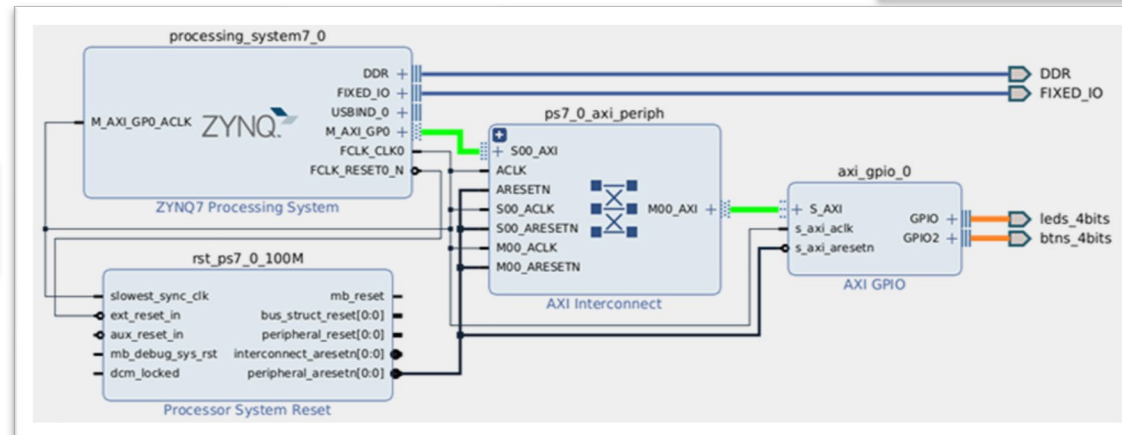 processing_system7_0
M_AXI_GP0_ACLK
ZYNQ
DDR
FIXED_IO
USBIND_0
M_AXI_GP0
FCLK_CLK0
FCLK_RESET0_N
ZYNQ7 Processing System
DDR
FIXED_IO
ps7_0_axi_periph
S00_AXI
ACLK
ARESETN
S00_ACLK
S00_ARESETN
M00_ACLK
M00_ARESETN
M00_AXI
AXI Interconnect
axi_gpio_0
S_AXI
s_axi_aclk
s_axi_aresetn
GPIO
GPIO2
AXI GPIO
leds_4bits
btns_4bits
rst_ps7_0_100M
slowest_sync_clk
ext_reset_in
aux_reset_in
mb_debug_sys_rst
dcm_locked
mb_reset
bus_struct_reset[0:0]
peripheral_reset[0:0]
interconnect_aresetn[0:0]
peripheral_aresetn[0:0]
Processor System Reset